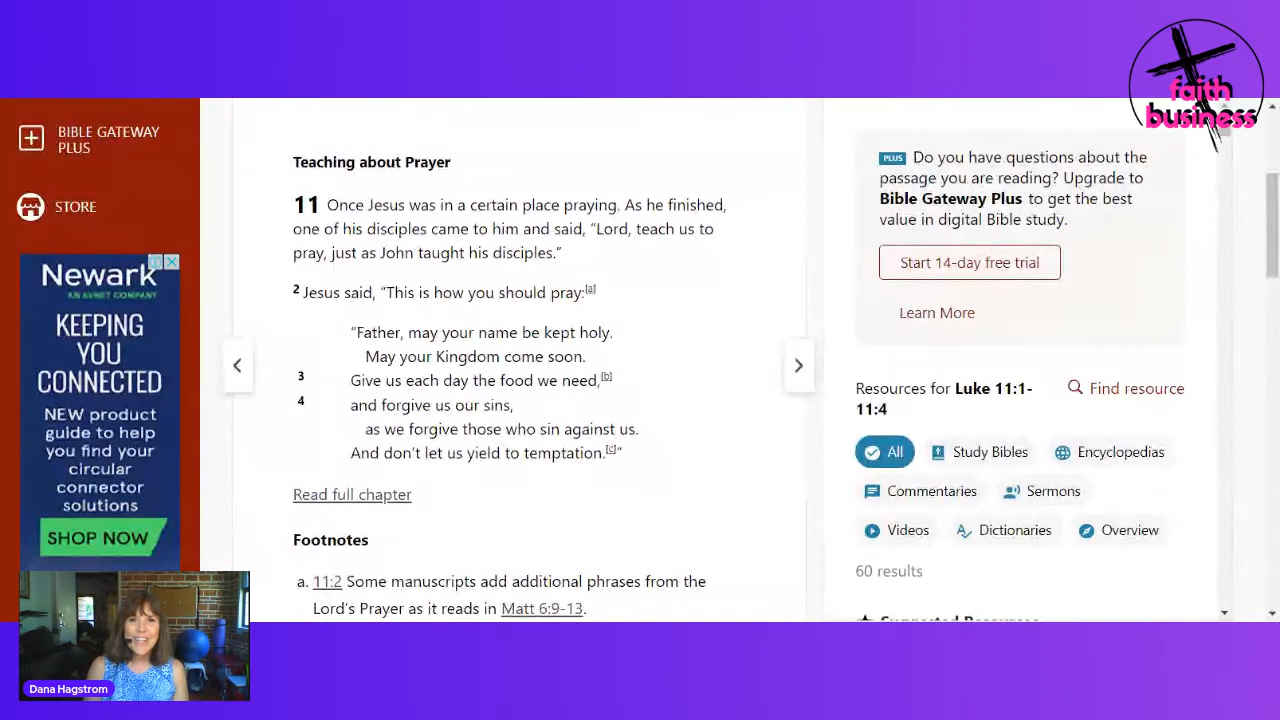 faith
business
BIBLE GATEWAY
PLUS
STORE
Newark
AN AVNET COMPANY
KEEPING
YOU
CONNECTED
NEW product
guide to help
you find your
circular
connector
solutions
SHOP NOW
Dana Hagstrom
Teaching about Prayer
11 Once Jesus was in a certain place praying. As he finished,
one of his disciples came to him and said, “Lord, teach us to
pray, just as John taught his disciples.”
2 Jesus said, “This is how you should pray:[a]
“Father, may your name be kept holy.
May your Kingdom come soon.
3 Give us each day the food we need,[b]
4 and forgive us our sins,
as we forgive those who sin against us.
And don’t let us yield to temptation.[c]”
Read full chapter
Footnotes
a. 11:2 Some manuscripts add additional phrases from the
Lord’s Prayer as it reads in Matt 6:9-13.
PLUS Do you have questions about the
passage you are reading? Upgrade to
Bible Gateway Plus to get the best
value in digital Bible study.
Start 14-day free trial
Learn More
Resources for Luke 11:1-
11:4
Find resource
All Study Bibles Encyclopedias
Commentaries Sermons
Videos Dictionaries Overview
60 results